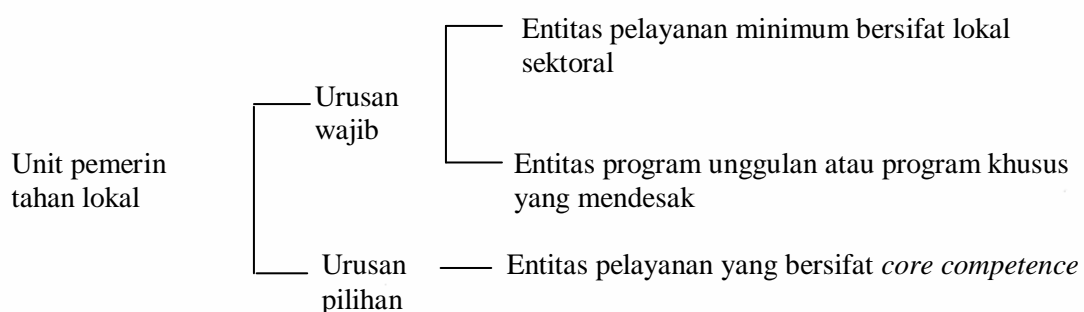 Entitas pelayanan minimum bersifat lokal
sektoral
Urusan
wajib
Unit pemerin
tahan lokal
Entitas program unggulan atau program khusus
yang mendesak
Urusan
pilihan
Entitas pelayanan yang bersifat core competence